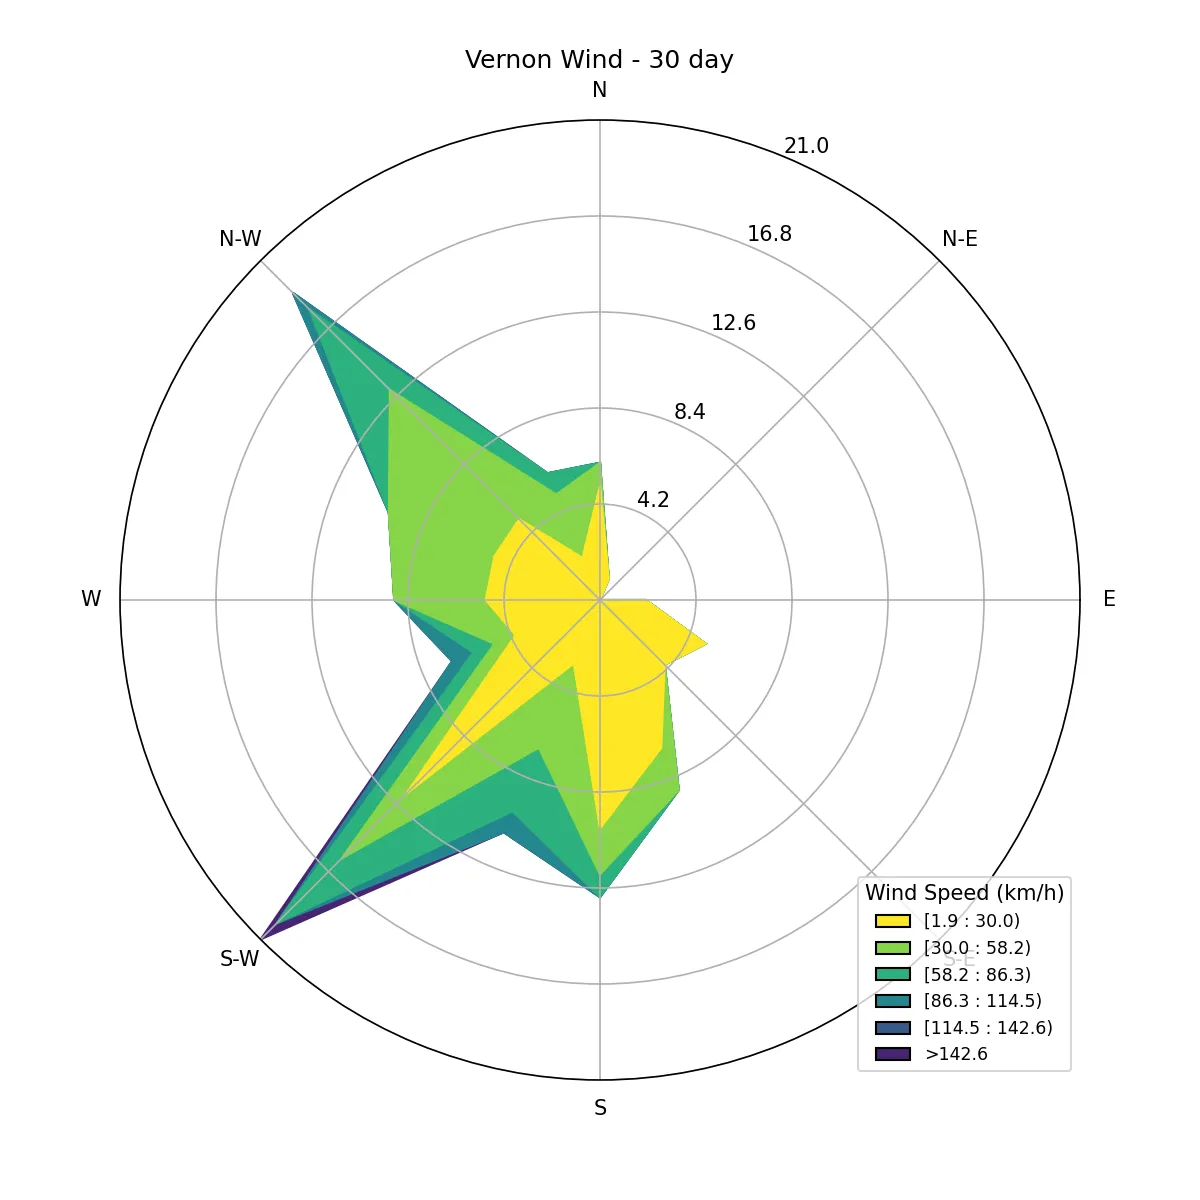 Vernon Wind - 30 day
N
21.0
16.8
N-W
N-E
12.6
8.4
4.2
W
E
Wind Speed (km/h)
[1.9 : 30.0)
[30.0 : 58.2)
S-W
S-E
[58.2 : 86.3)
[86.3 : 114.5)
[114.5 : 142.6)
>142.6
S